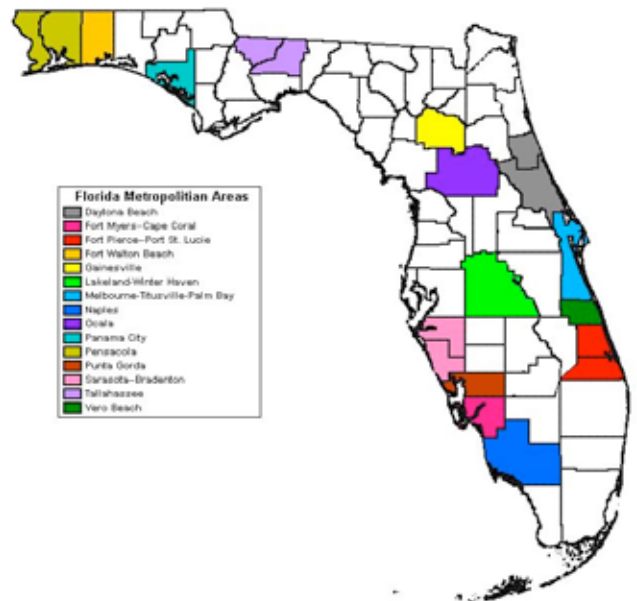 Florida Metropolitian Areas
Daytona Beach
Fort Myers-Cape Coral
Fort Pierce-Port St. Lucie
Fort Walton Beach
Gainesville
Lakeland-Winter Haven
Melbourne-Titusville-Palm Bay
Naples
Ocala
Panama City
Pensacola
Punta Gorda
Sarasota-Bradenton
Tallahassee
Vero Beach